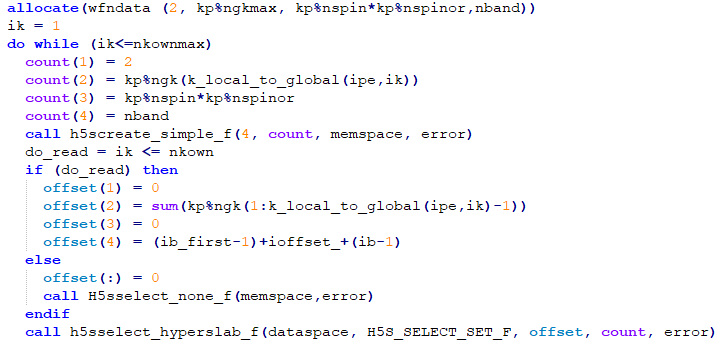 allocate(wfndata (2, kp%ngkmax, kp%nspin*kp%nspinor,nband))
ik = 1
do while (ik<=nkownmax)
count(1) = 2
count(2) = kp%ngk(k_local_to_global(ipe,ik))
count(3) = kp%nspin*kp%nspinor
count(4) = nband
call h5screate_simple_f(4, count, memspace, error)
do_read = ik <= nkown
if (do_read) then
offset(1) = 0
offset(2) = sum(kp%ngk(1:k_local_to_global(ipe,ik)-1))
offset(3) = 0
offset(4) = (ib_first-1)+ioffset_+(ib-1)
else
offset(:) = 0
call H5sselect_none_f(memspace,error)
endif
call h5sselect_hyperslab_f(dataspace, H5S_SELECT_SET_F, offset, count, error)